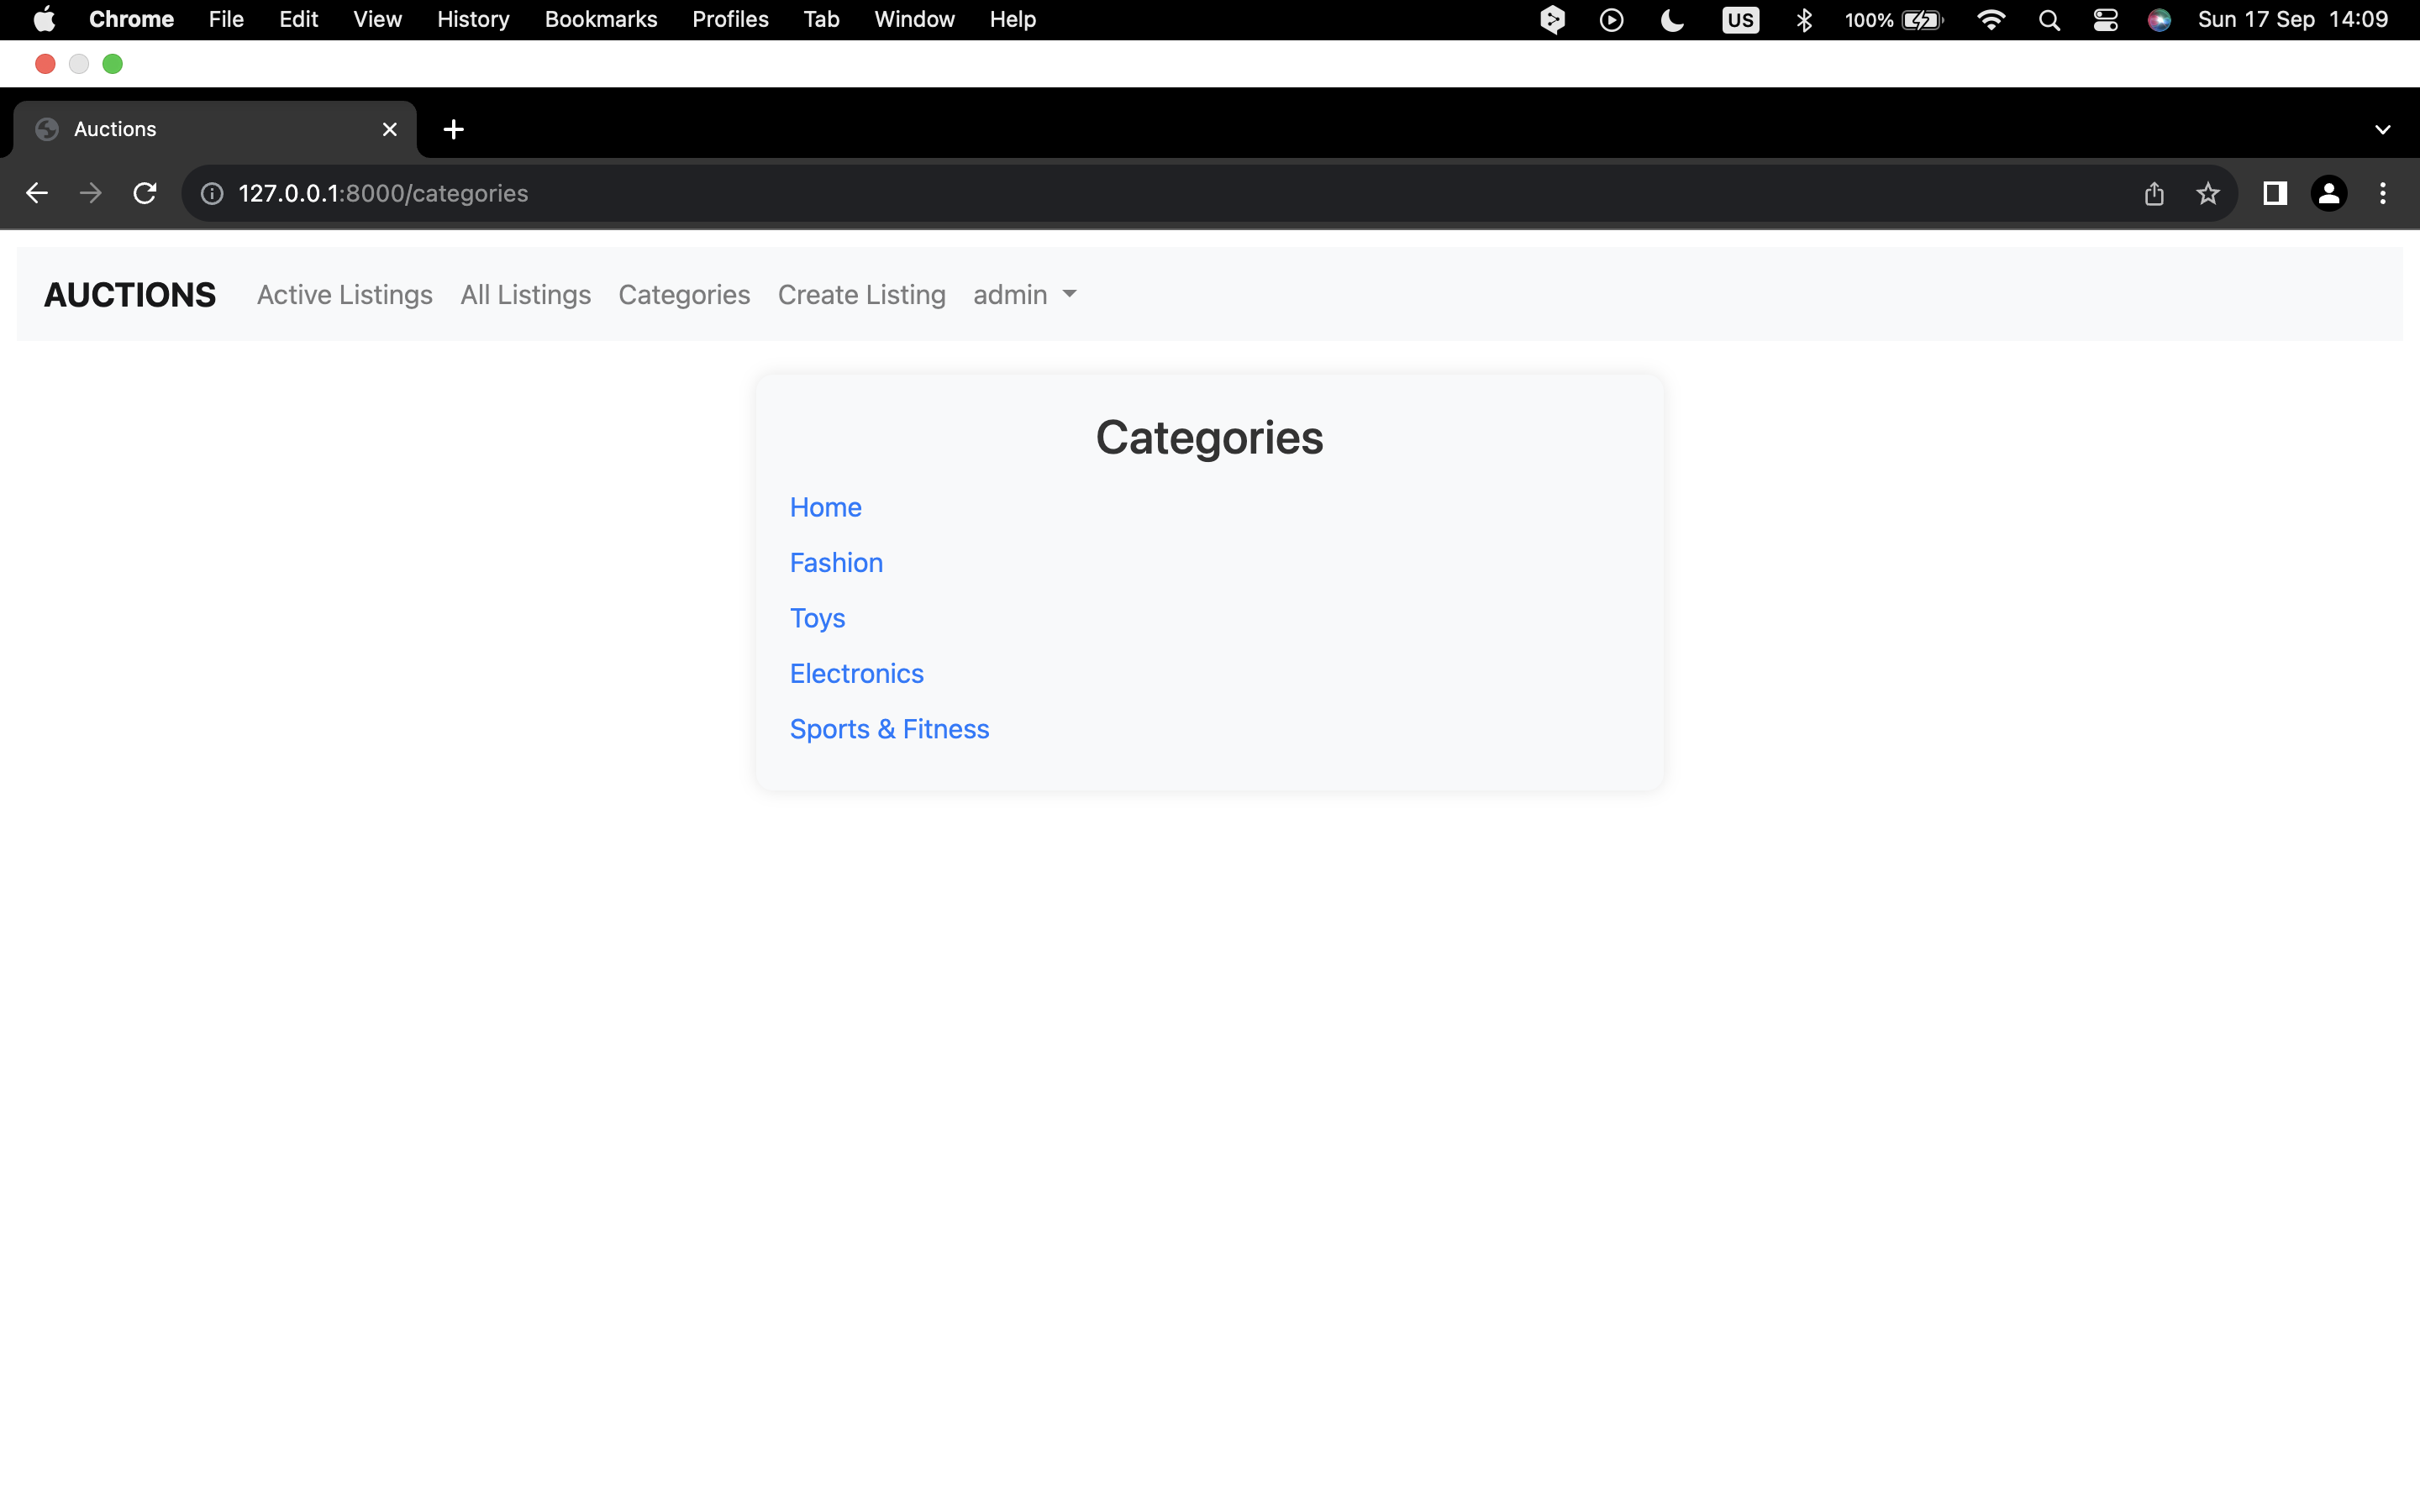 Chrome File Edit View History Bookmarks Profiles Tab Window Help US 100% Sun 17 Sep 14:09
Auctions
127.0.0.1:8000/categories
AUCTIONS Active Listings All Listings Categories Create Listing admin
Categories
Home
Fashion
Toys
Electronics
Sports & Fitness